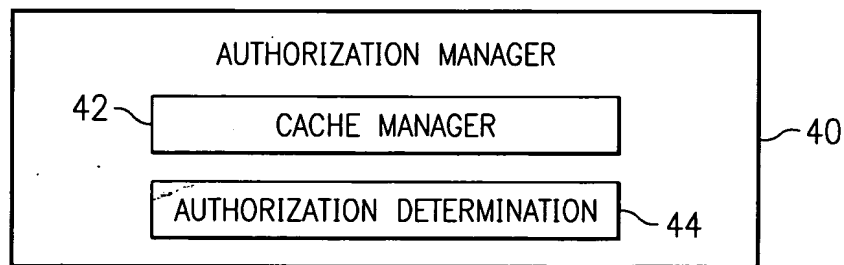 AUTHORIZATION MANAGER
42
CACHE MANAGER
40
AUTHORIZATION DETERMINATION
44